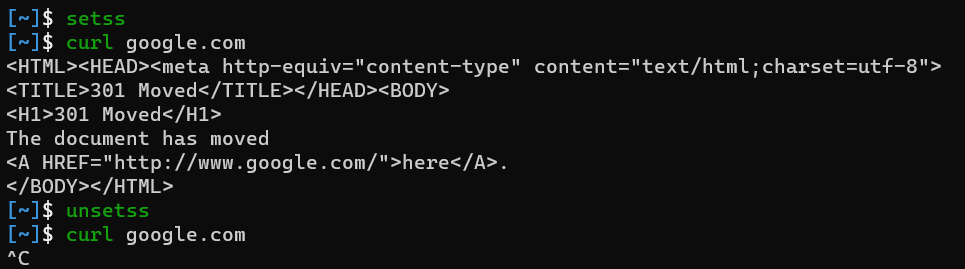 [~]$ setss
[~]$ curl google.com
<HTML><HEAD><meta http-equiv="content-type" content="text/html;charset=utf-8">
<TITLE>301 Moved</TITLE></HEAD><BODY>
<H1>301 Moved</H1>
The document has moved
<A HREF="http://www.google.com/">here</A>.
</BODY></HTML>
[~]$ unsetss
[~]$ curl google.com
^C